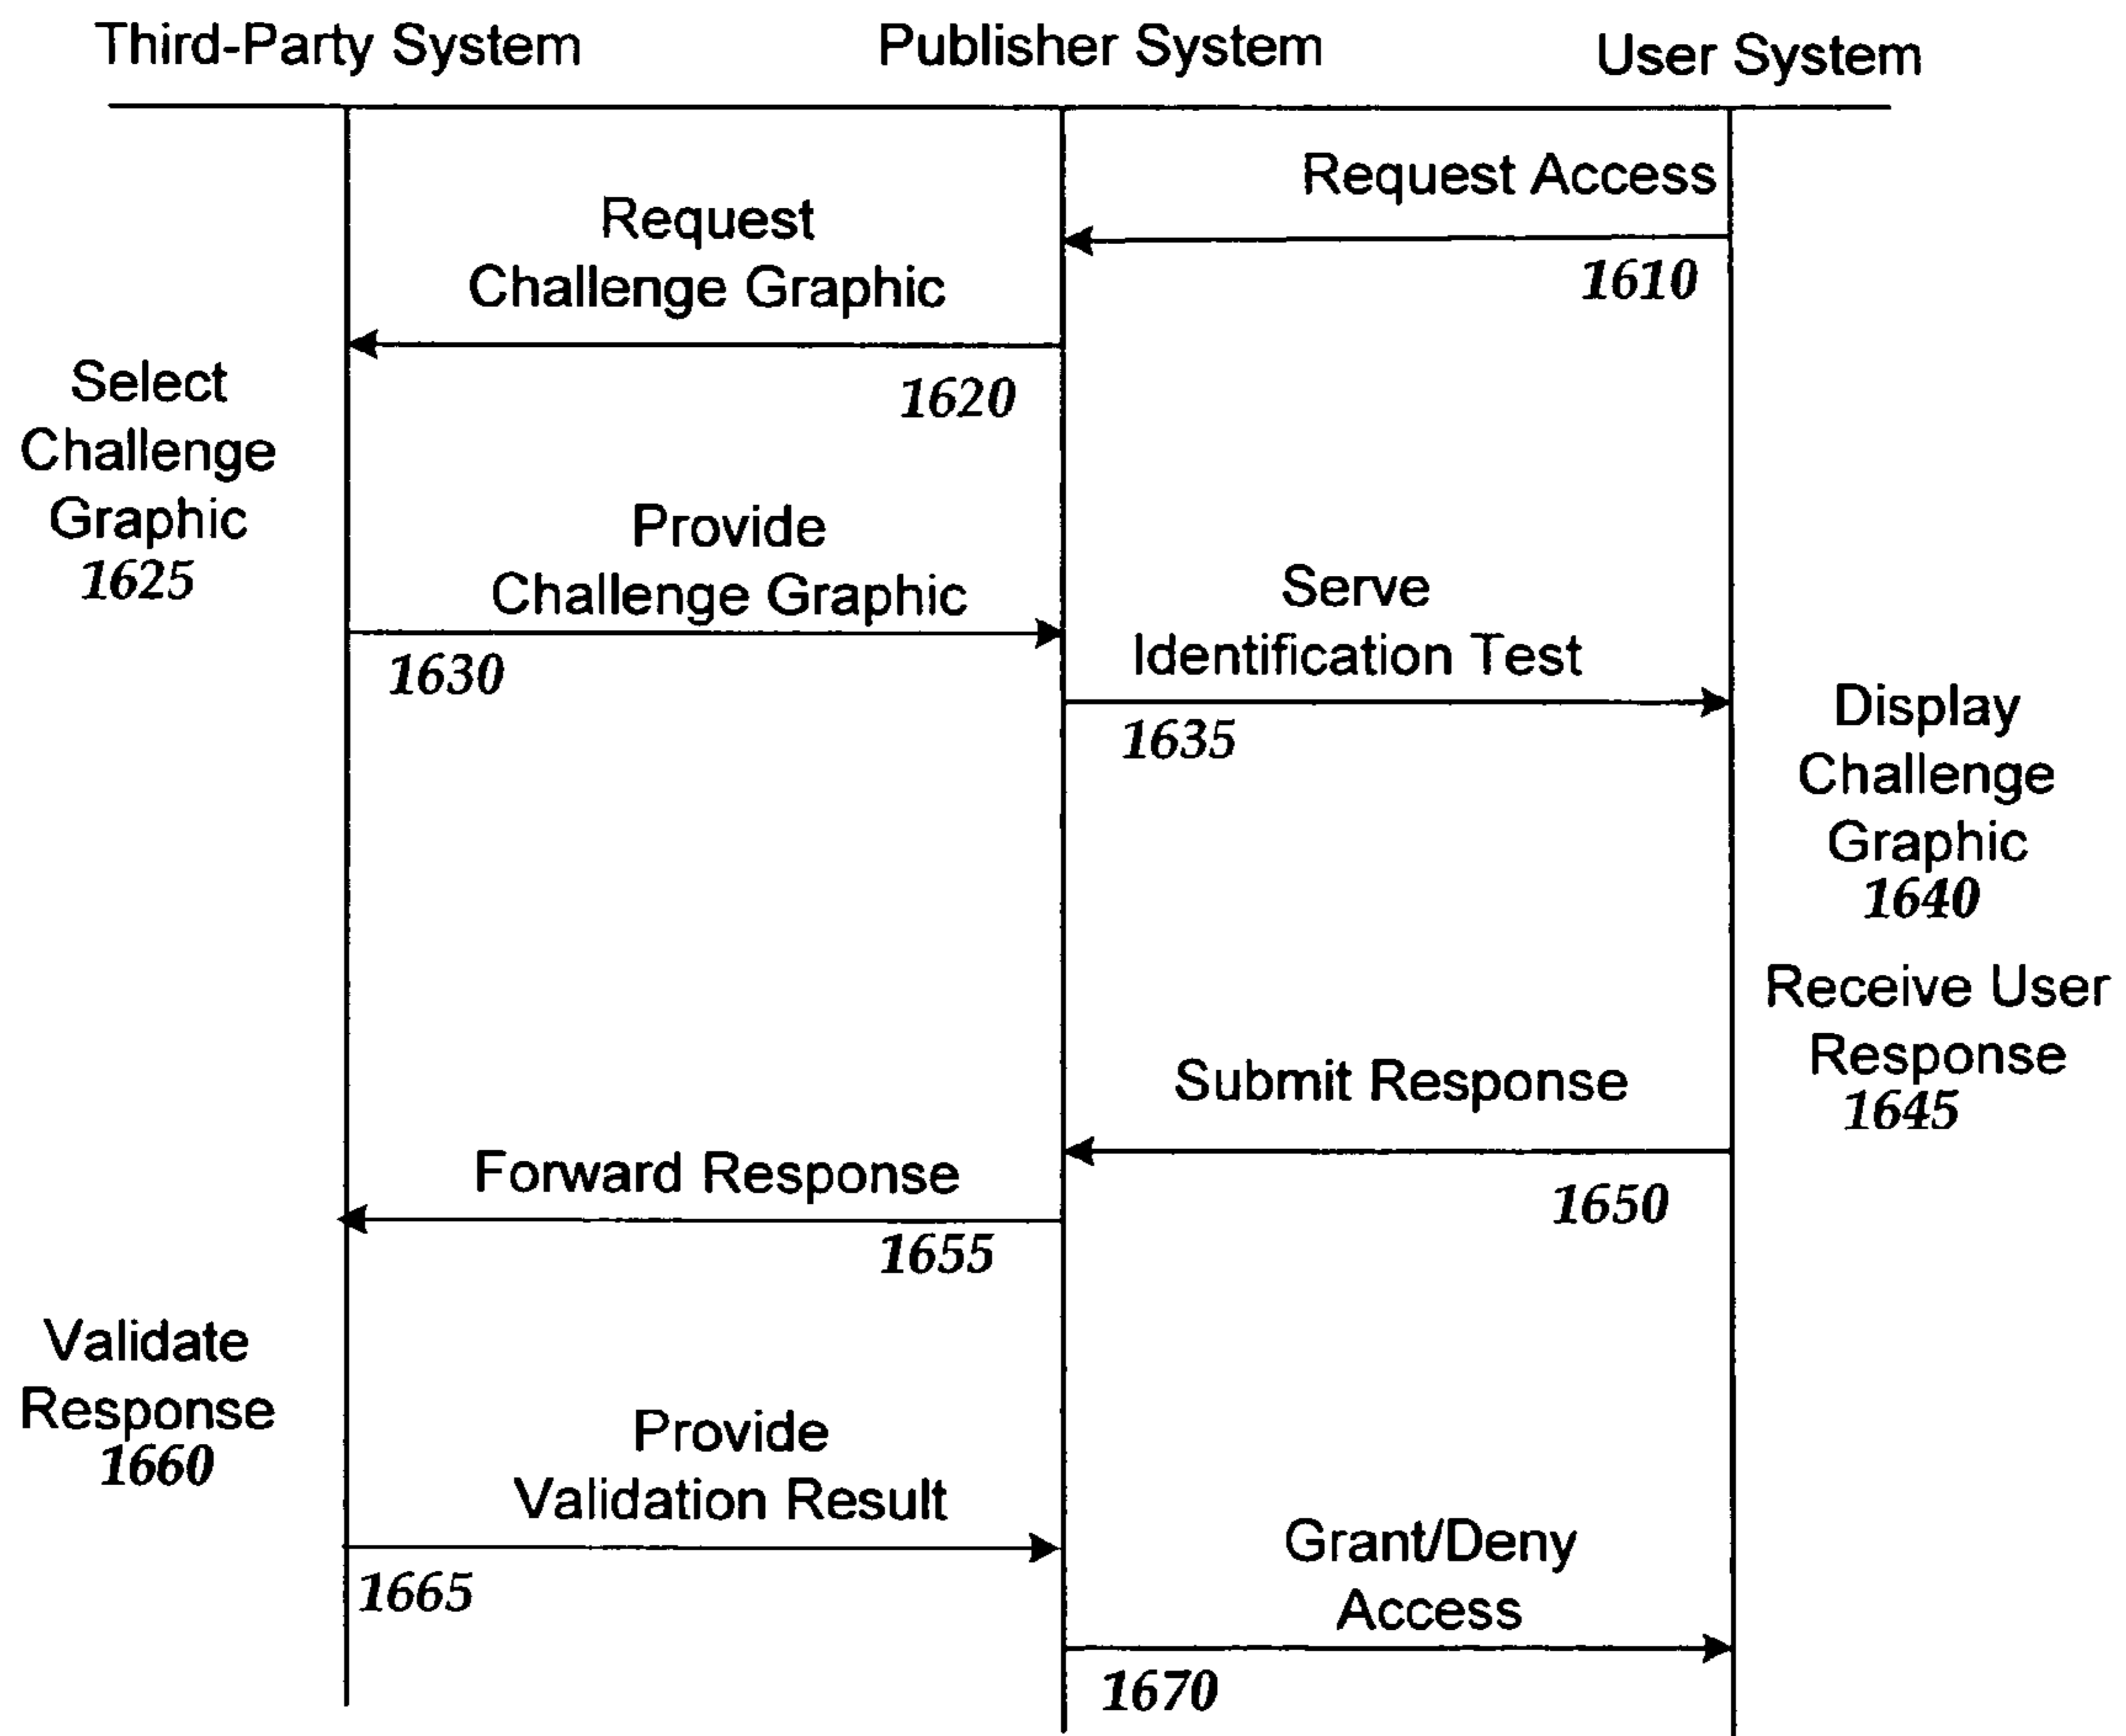 Third-Party System
Publisher System
User System
Request Access
1610
Request
Challenge Graphic
1620
Select
Challenge
Graphic
1625
Provide
Challenge Graphic
1630
Serve
Identification Test
1635
Display
Challenge
Graphic
1640
Receive User
Response
1645
Submit Response
1650
Forward Response
1655
Validate
Response
1660
Provide
Validation Result
1665
Grant/Deny
Access
1670